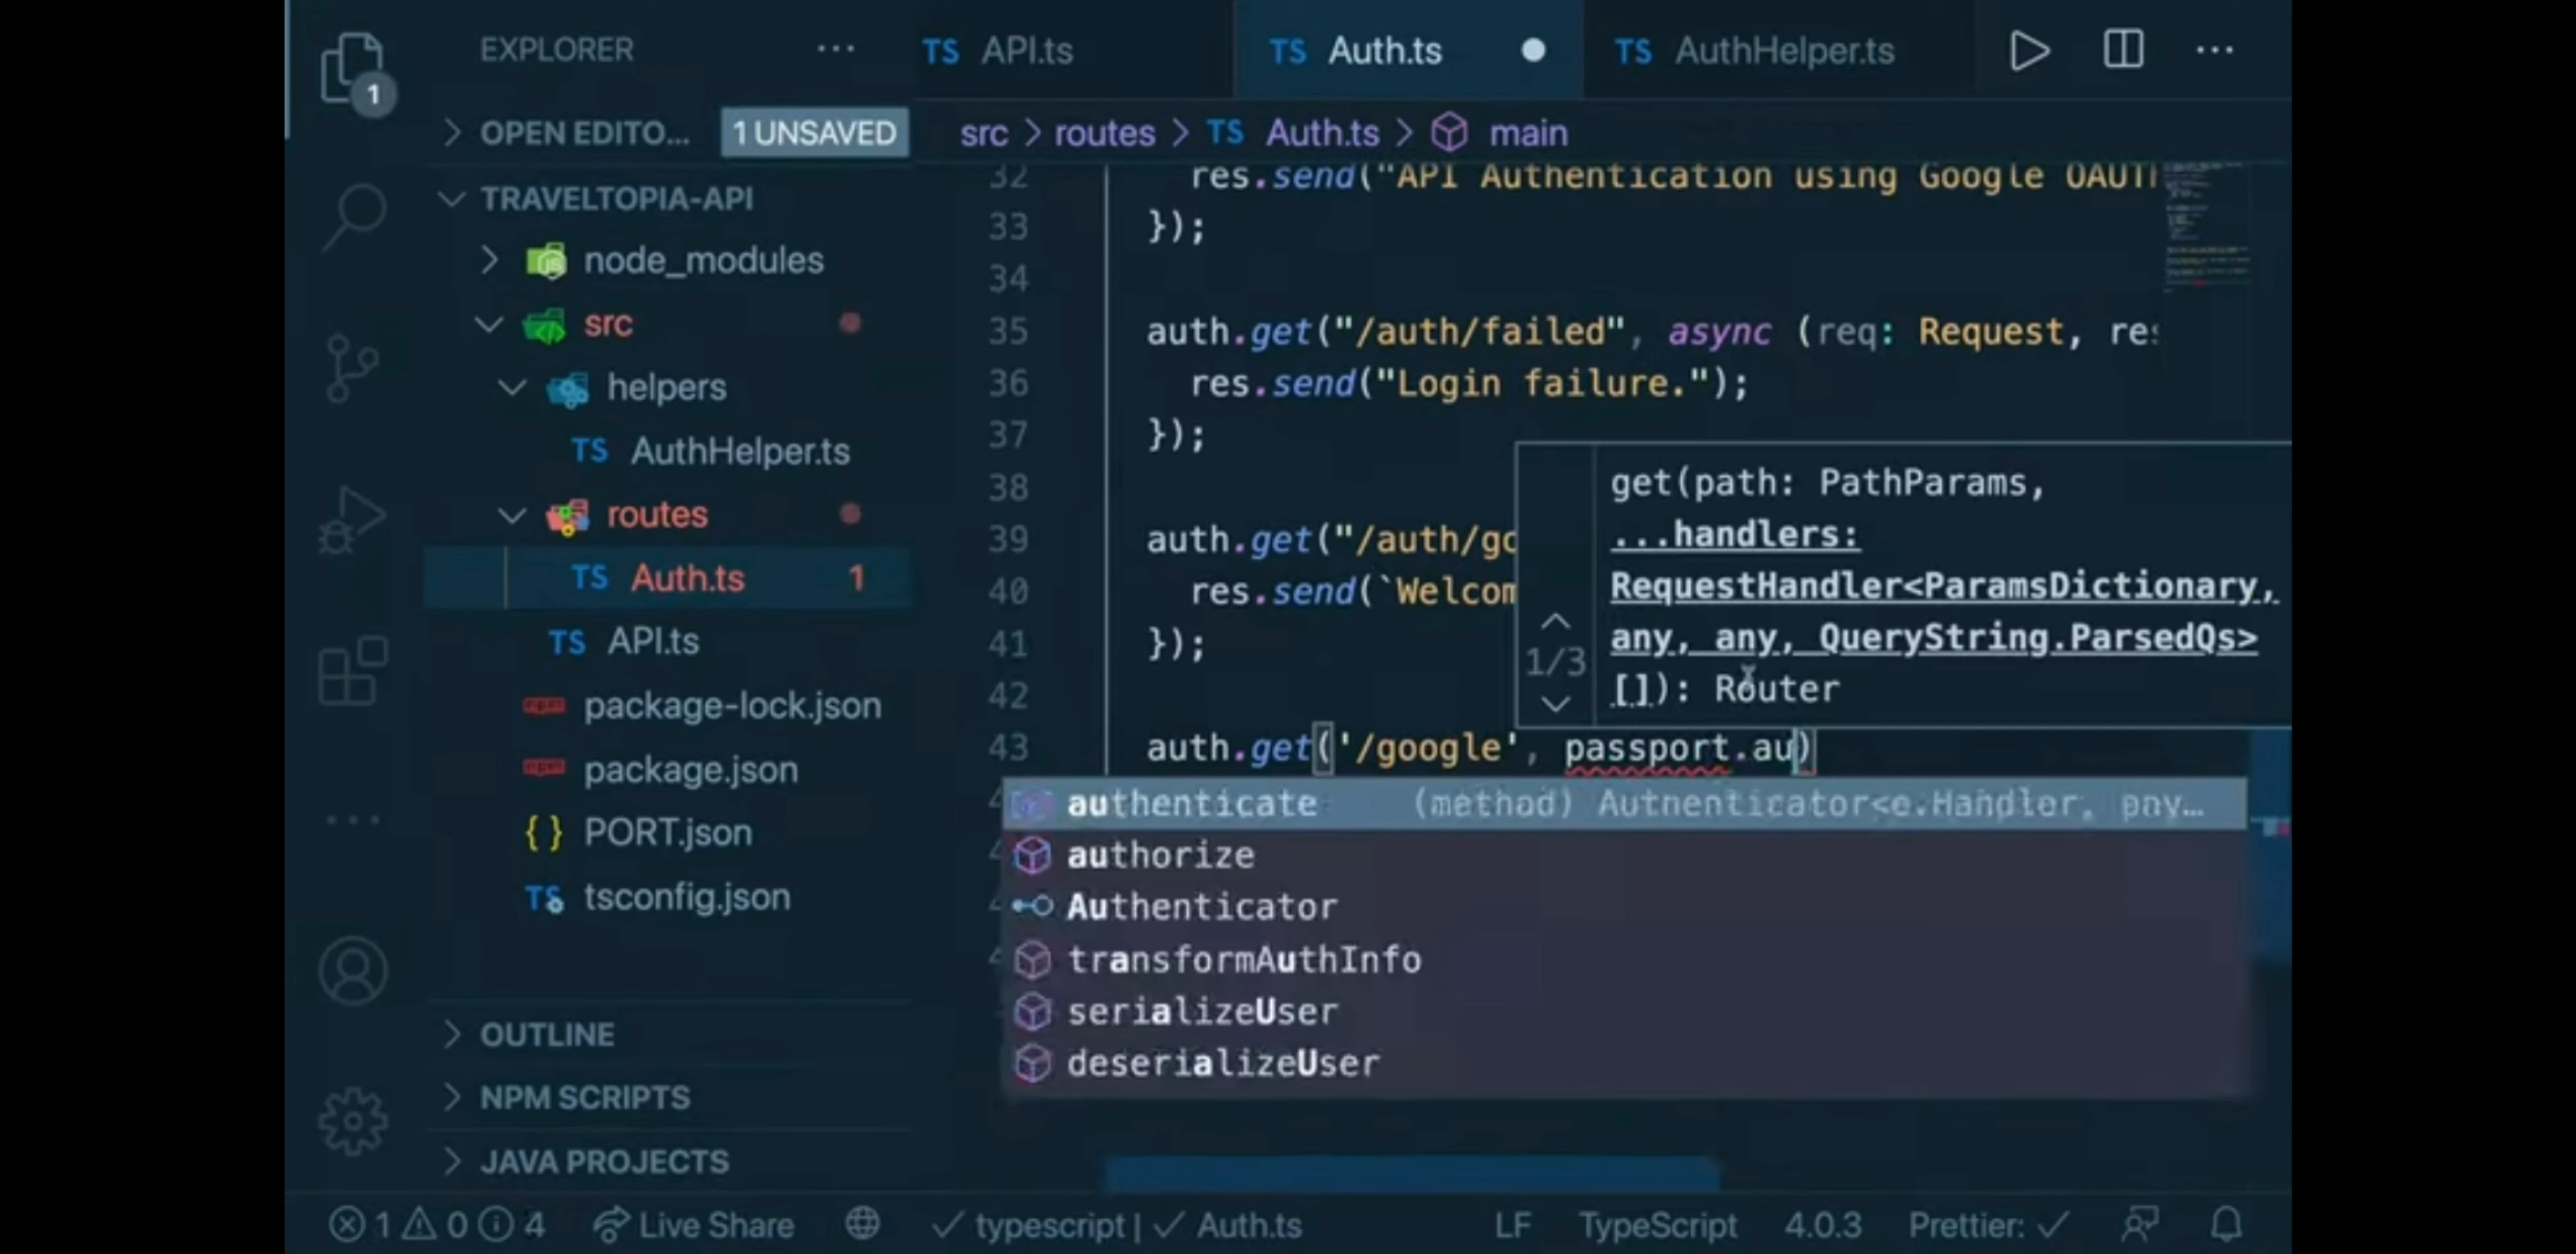 EXPLORER
API.ts
Auth.ts
AuthHelper.ts
1
OPEN EDITO...
1 UNSAVED
src > routes > TS Auth.ts > main
TRAVELTOPIA-API
node_modules
src
helpers
TS AuthHelper.ts
routes
TS Auth.ts 1
TS API.ts
package-lock.json
package.json
{ } PORT.json
TS tsconfig.json
OUTLINE
NPM SCRIPTS
JAVA PROJECTS
32 res.send("API Authentication using Google OAUT
33 });
34
35 auth.get("/auth/failed", async (req: Request, res
36 res.send("Login failure.");
37 });
38
39 auth.get("/auth/go
40 res.send(`Welcom
41 });
42
43 auth.get('/google', passport.au)
get(path: PathParams,
...handlers:
RequestHandler<ParamsDictionary,
any, any, QueryString.ParsedQs>
[]): Router
1/3
authenticate (method) Autnenticator<e.Handler, pay...
authorize
Authenticator
transformAuthInfo
serializeUser
deserializeUser
1 0 4 Live Share typescript | Auth.ts LF TypeScript 4.0.3 Prettier: ✓